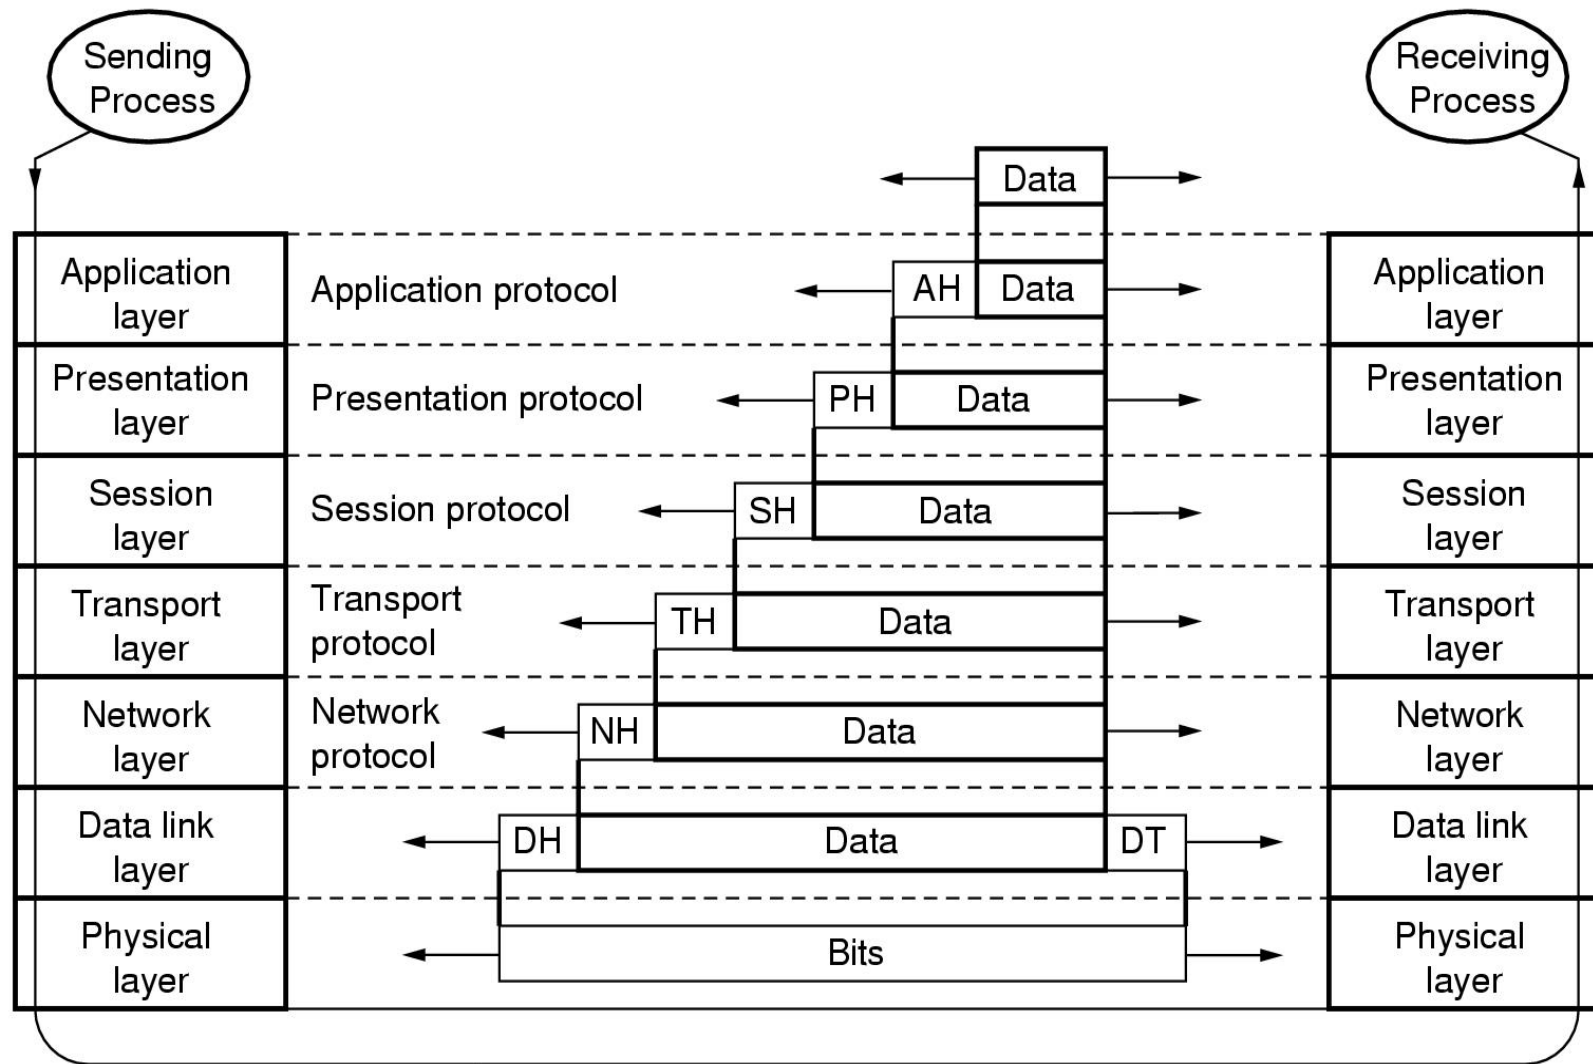 Sending
Process
Receiving
Process
Data
Application
layer
Application protocol
AH
Data
Application
layer
Presentation
layer
Presentation protocol
PH
Data
Presentation
layer
Session
layer
Session protocol
SH
Data
Session
layer
Transport
layer
Transport
protocol
TH
Data
Transport
layer
Network
layer
Network
protocol
NH
Data
Network
layer
Data link
layer
DH
Data
DT
Data link
layer
Physical
layer
Bits
Physical
layer